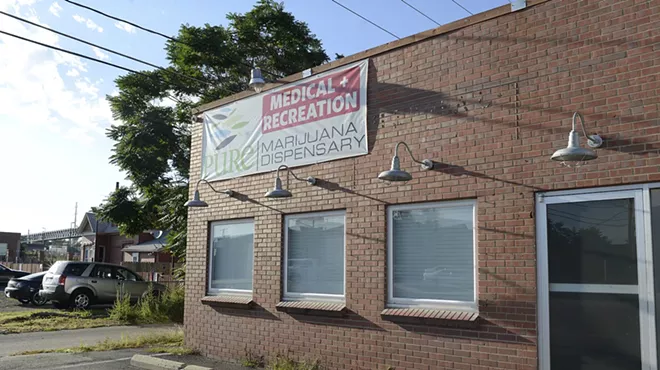 MEDICAL +
RECREATION
PURE
MARIJUANA
DISPENSARY